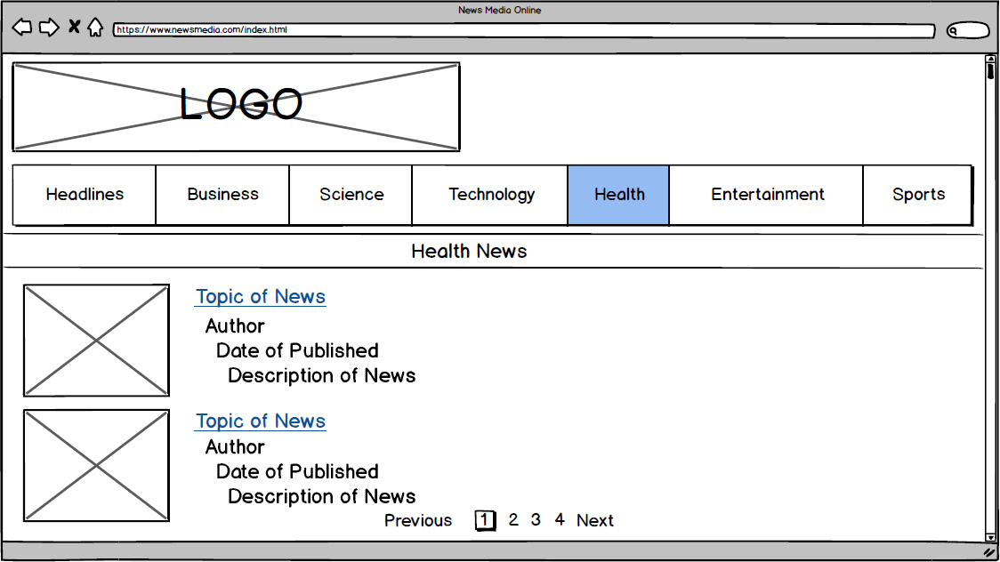 News Media Online
https://www.newsmedia.com/index.html
LOGO
Headlines Business Science Technology Health Entertainment Sports
Health News
Topic of News
Author
Date of Published
Description of News
Topic of News
Author
Date of Published
Description of News
Previous 1 2 3 4 Next